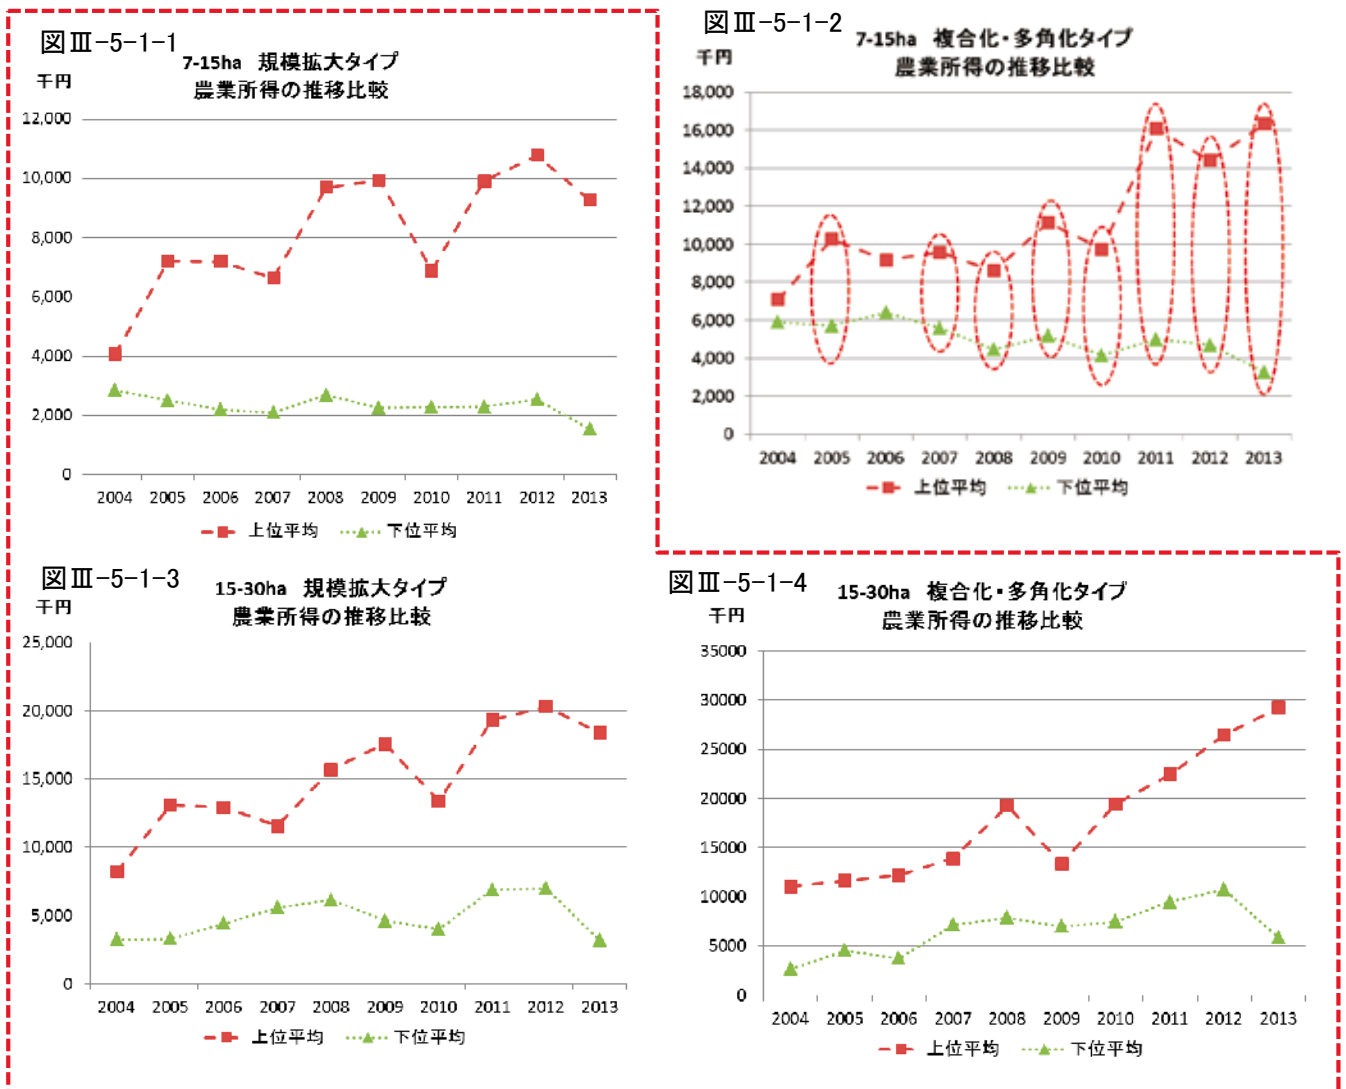 図Ⅲ-5-1-1
7-15ha 規模拡大タイプ
農業所得の推移比較
千円
12,000
10,000
8,000
6,000
4,000
2,000
0
2004 2005 2006 2007 2008 2009 2010 2011 2012 2013
上位平均 下位平均
図Ⅲ-5-1-2
7-15ha 複合化・多角化タイプ
農業所得の推移比較
千円
18,000
16,000
14,000
12,000
10,000
8,000
6,000
4,000
2,000
0
2004 2005 2006 2007 2008 2009 2010 2011 2012 2013
上位平均 下位平均
図Ⅲ-5-1-3
15-30ha 規模拡大タイプ
農業所得の推移比較
千円
25,000
20,000
15,000
10,000
5,000
0
2004 2005 2006 2007 2008 2009 2010 2011 2012 2013
上位平均 下位平均
図Ⅲ-5-1-4
15-30ha 複合化・多角化タイプ
農業所得の推移比較
千円
35000
30000
25000
20000
15000
10000
5000
0
2004 2005 2006 2007 2008 2009 2010 2011 2012 2013
上位平均 下位平均